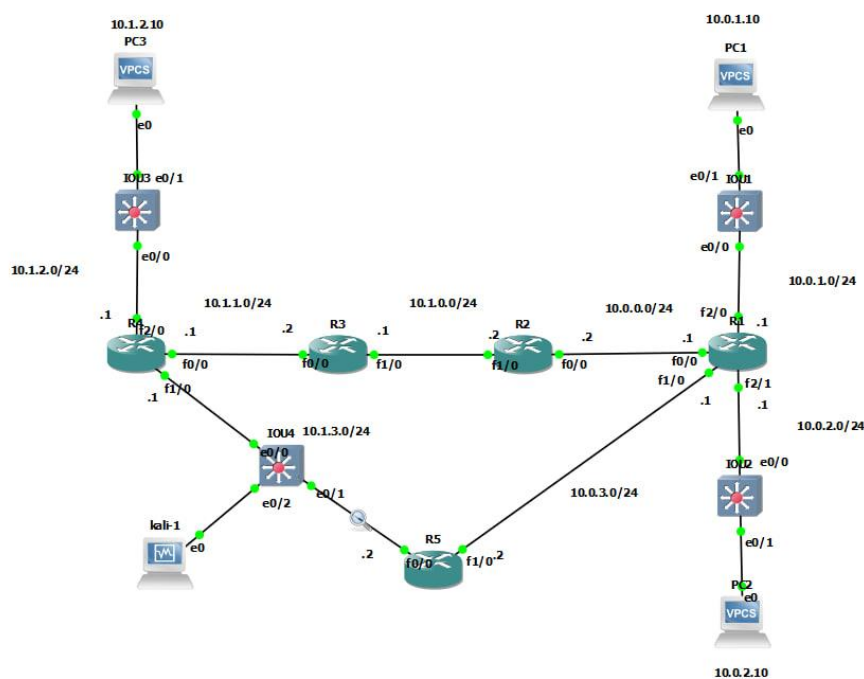 10.1.2.10
PC3
VPCS
e0
e0/1
IOU3
e0/0
10.1.2.0/24
.1
f2/0
R4
.1
f0/0
f1/0
.1
10.1.1.0/24
.2
R3
f0/0
.1
f1/0
10.1.0.0/24
.2
R2
f1/0
.2
f0/0
10.0.0.0/24
10.0.1.10
PC1
VPCS
e0
e0/1
IOU1
e0/0
10.0.1.0/24
f2/0
R1
.1
.1
f0/0
f1/0
.1
f2/1
.1
10.0.2.0/24
IOU2
e0/0
e0/1
PC2
e0
VPCS
10.0.2.10
IOU4
10.1.3.0/24
e0/0
e0/2
e0/1
kali-1
e0
.2
R5
f0/0
f1/0
.2
10.0.3.0/24